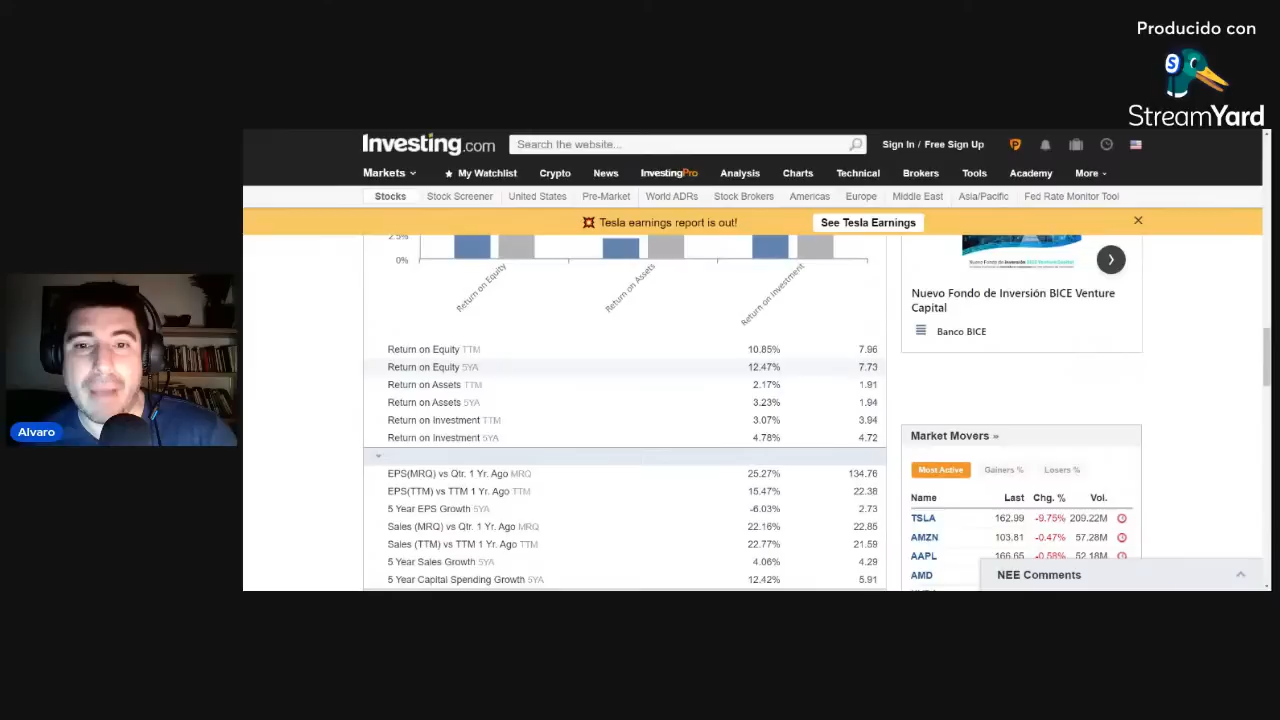 Producido con
StreamYard
Investing.com
Search the website...
Sign In / Free Sign Up
Markets
My Watchlist
Crypto
News
InvestingPro
Analysis
Charts
Technical
Brokers
Tools
Academy
More
Stocks
Stock Screener
United States
Pre-Market
World ADRs
Stock Brokers
Americas
Europe
Middle East
Asia/Pacific
Fed Rate Monitor Tool
Tesla earnings report is out!
See Tesla Earnings
2.5%
0%
Return on Equity
Return on Assets
Return on Investment
Return on Equity TTM 10.85% 7.96
Return on Equity 5YA 12.47% 7.73
Return on Assets TTM 2.17% 1.91
Return on Assets 5YA 3.23% 1.94
Return on Investment TTM 3.07% 3.94
Return on Investment 5YA 4.78% 4.72
EPS(MRQ) vs Qtr. 1 Yr. Ago MRQ 25.27% 134.76
EPS(TTM) vs TTM 1 Yr. Ago TTM 15.47% 22.38
5 Year EPS Growth 5YA -6.03% 2.73
Sales (MRQ) vs Qtr. 1 Yr. Ago MRQ 22.16% 22.85
Sales (TTM) vs TTM 1 Yr. Ago TTM 22.77% 21.59
5 Year Sales Growth 5YA 4.06% 4.29
5 Year Capital Spending Growth 5YA 12.42% 5.91
Nuevo Fondo de Inversión BICE Venture
Capital
Banco BICE
Market Movers »
Most Active
Gainers %
Losers %
Name Last Chg. % Vol.
TSLA 162.99 -9.75% 209.22M
AMZN 103.81 -0.47% 57.28M
AAPL 166.65 -0.58% 52.18M
AMD
NEE Comments
Alvaro